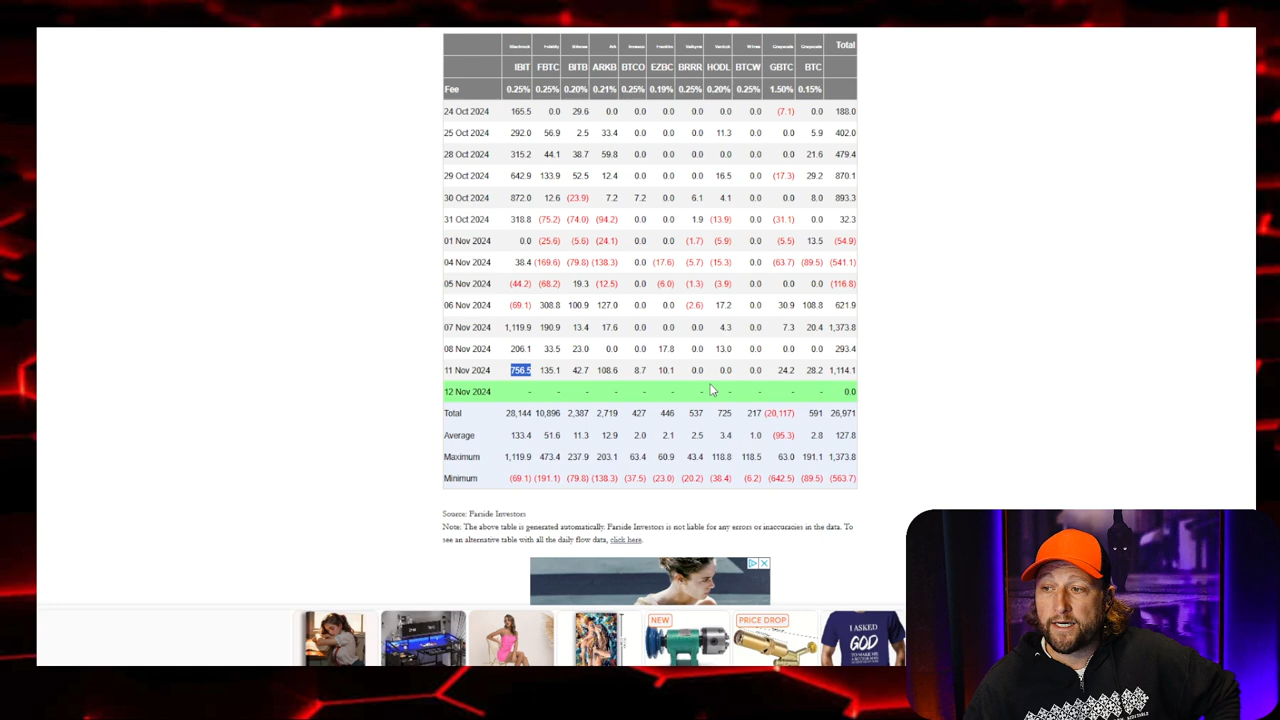 Blackrock Fidelity Bitwise Ark Invesco Franklin Valkyrie VanEck WTree Grayscale Grayscale Total
IBIT FBTC BITB ARKB BTCO EZBC BRRR HODL BTCW GBTC BTC
Fee 0.25% 0.25% 0.20% 0.21% 0.25% 0.19% 0.25% 0.20% 0.25% 1.50% 0.15%
24 Oct 2024 165.5 0.0 29.6 0.0 0.0 0.0 0.0 0.0 0.0 (7.1) 0.0 188.0
25 Oct 2024 292.0 56.9 2.5 33.4 0.0 0.0 0.0 11.3 0.0 0.0 5.9 402.0
28 Oct 2024 315.2 44.1 38.7 59.8 0.0 0.0 0.0 0.0 0.0 0.0 21.6 479.4
29 Oct 2024 642.9 133.9 52.5 12.4 0.0 0.0 0.0 16.5 0.0 (17.3) 29.2 870.1
30 Oct 2024 872.0 12.6 (23.9) 7.2 7.2 0.0 6.1 4.1 0.0 0.0 8.0 893.3
31 Oct 2024 318.8 (75.2) (74.0) (94.2) 0.0 0.0 1.9 (13.9) 0.0 (31.1) 0.0 32.3
01 Nov 2024 0.0 (25.6) (5.6) (24.1) 0.0 0.0 (1.7) (5.9) 0.0 (5.5) 13.5 (54.9)
04 Nov 2024 38.4 (169.6) (79.8) (138.3) 0.0 (17.6) (5.7) (15.3) 0.0 (63.7) (89.5) (541.1)
05 Nov 2024 (44.2) (68.2) 19.3 (12.5) 0.0 (6.0) (1.3) (3.9) 0.0 0.0 0.0 (116.8)
06 Nov 2024 (69.1) 308.8 100.9 127.0 0.0 0.0 (2.6) 17.2 0.0 30.9 108.8 621.9
07 Nov 2024 1,119.9 190.9 13.4 17.6 0.0 0.0 0.0 4.3 0.0 7.3 20.4 1,373.8
08 Nov 2024 206.1 33.5 23.0 0.0 0.0 17.8 0.0 13.0 0.0 0.0 0.0 293.4
11 Nov 2024 756.5 135.1 42.7 108.6 8.7 10.1 0.0 0.0 0.0 24.2 28.2 1,114.1
12 Nov 2024 - - - - - - - - - - - 0.0
Total 28,144 10,896 2,387 2,719 427 446 537 725 217 (20,117) 591 26,971
Average 133.4 51.6 11.3 12.9 2.0 2.1 2.5 3.4 1.0 (95.3) 2.8 127.8
Maximum 1,119.9 473.4 237.9 203.1 63.4 60.9 43.4 118.8 118.5 63.0 191.1 1,373.8
Minimum (69.1) (191.1) (79.8) (138.3) (37.5) (23.0) (20.2) (38.4) (6.2) (642.5) (89.5) (563.7)
Source: Farside Investors
Note: The above table is generated automatically. Farside Investors is not liable for any errors or inaccuracies in the data. To
see an alternative table with all the daily flow data, click here.
NEW
PRICE DROP
I ASKED
GOD